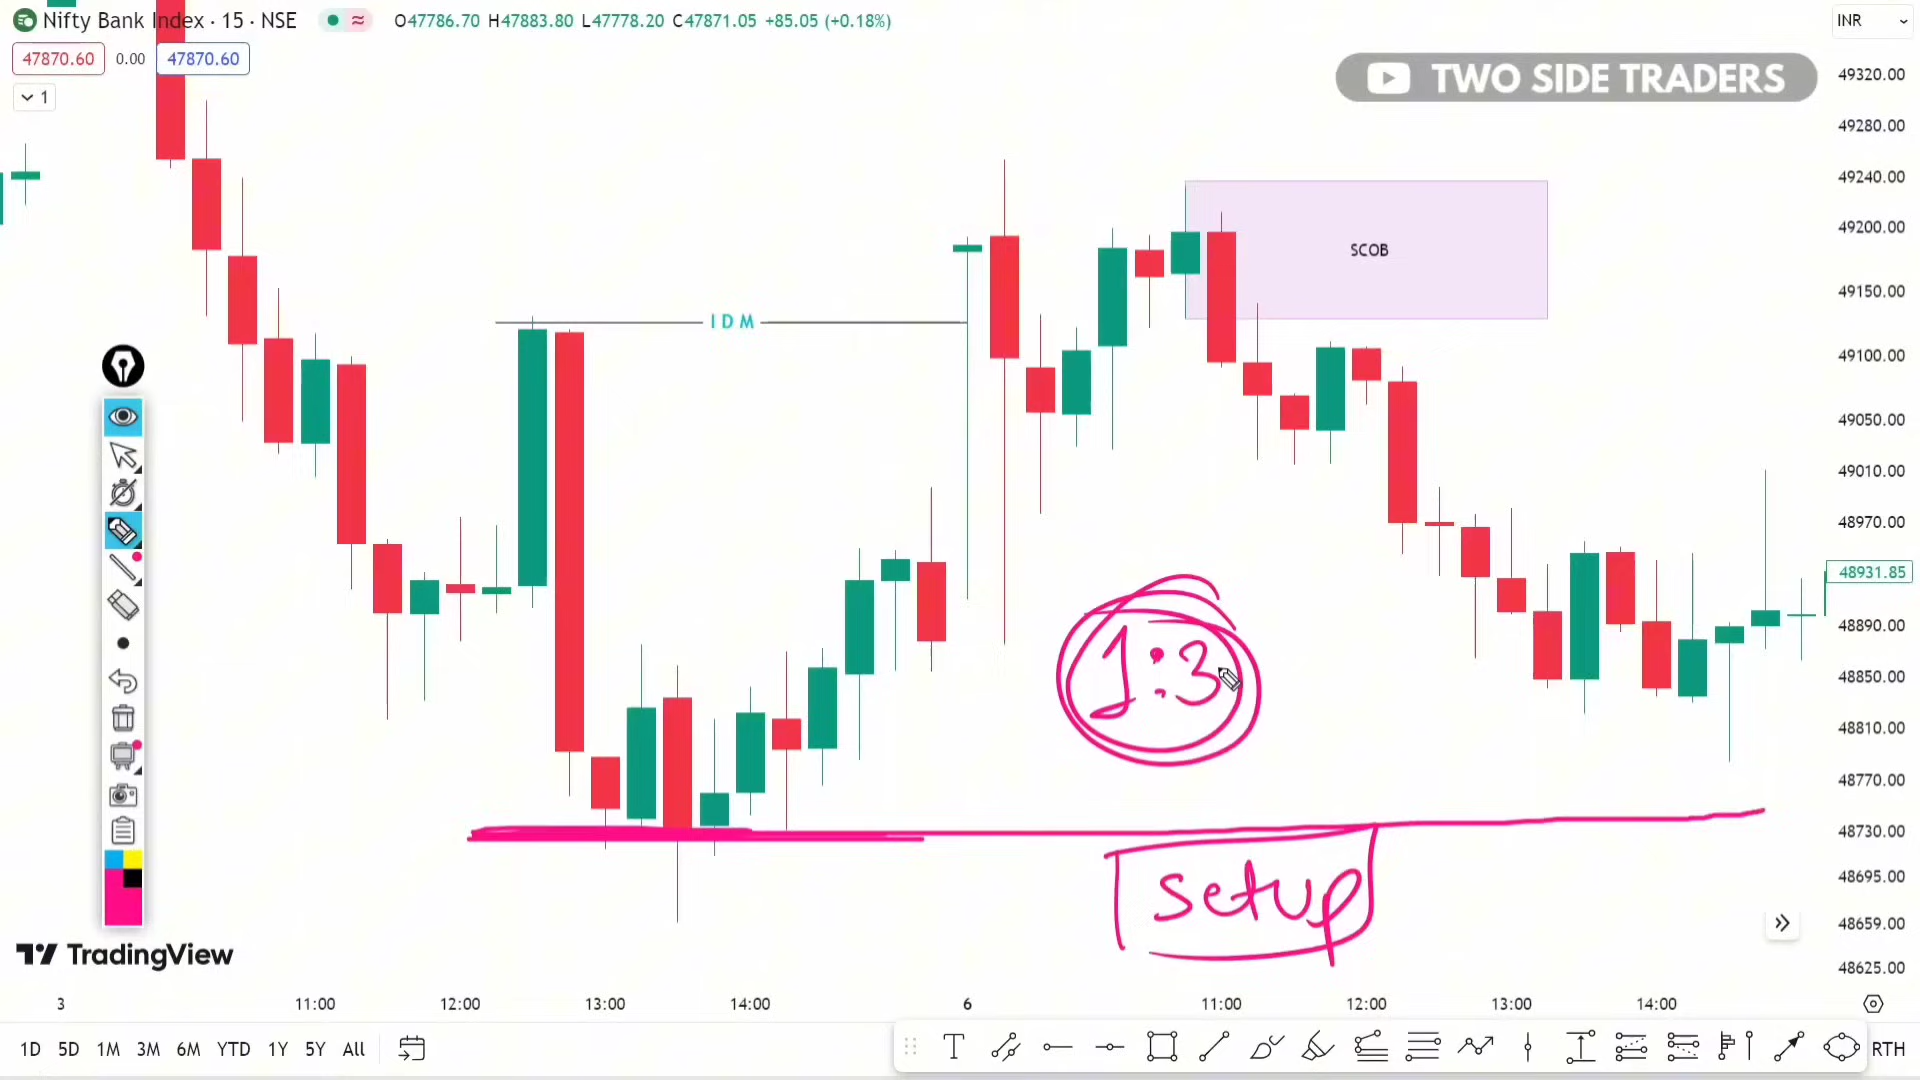 Nifty Bank Index · 15 · NSE
O47786.70 H47883.80 L47778.20 C47871.05 +85.05 (+0.18%)
INR
47870.60 0.00 47870.60
1
TWO SIDE TRADERS
49320.00
49280.00
49240.00
49200.00
49150.00
49100.00
49050.00
49010.00
48970.00
48931.85
48890.00
48850.00
48810.00
48770.00
48730.00
48695.00
48659.00
48625.00
SCOB
IDM
1:3
setup
TradingView
3 11:00 12:00 13:00 14:00 6 11:00 12:00 13:00 14:00
1D 5D 1M 3M 6M YTD 1Y 5Y All
RTH